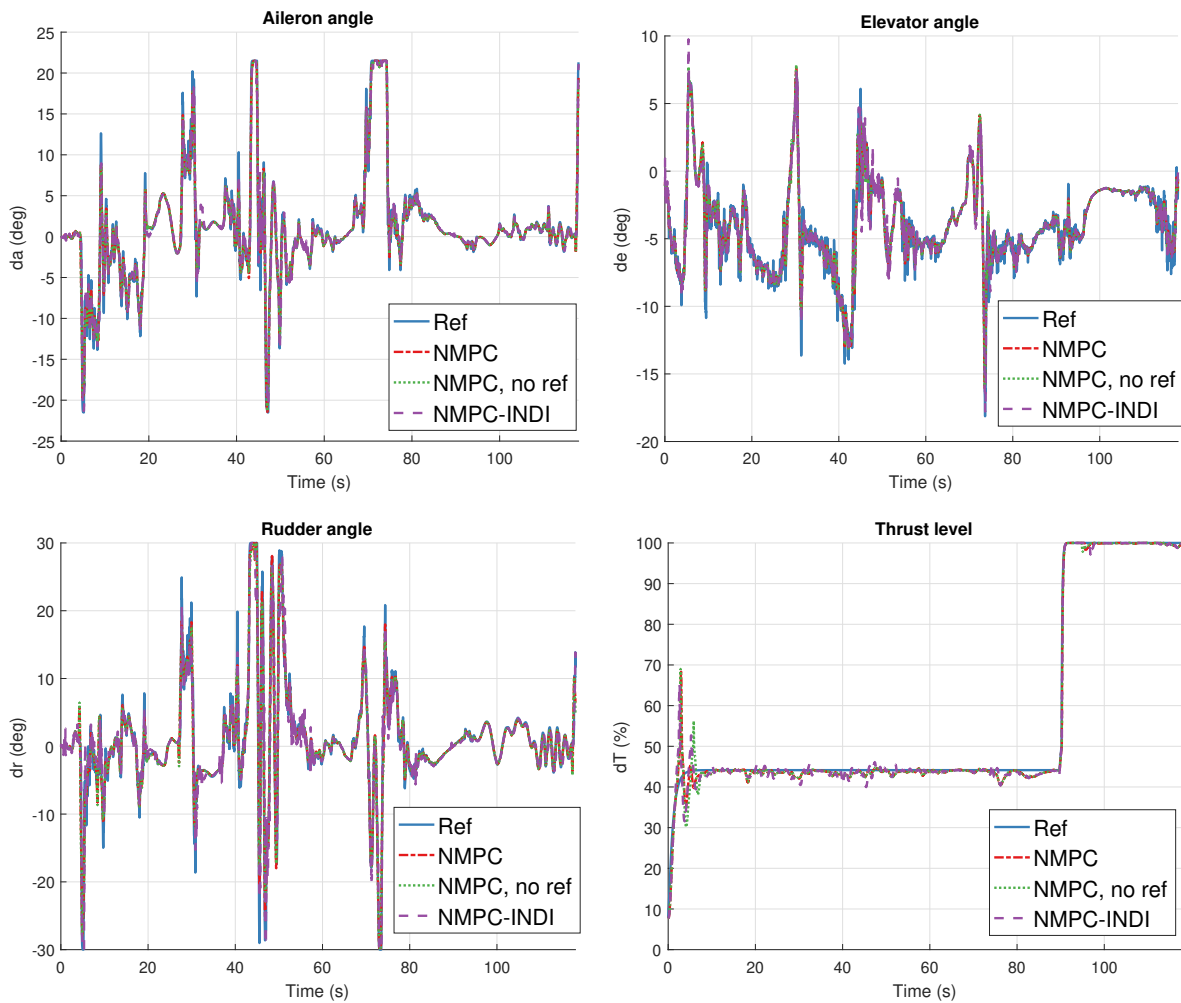 Aileron angle
25
20
15
10
5
0
-5
-10
-15
-20
-25
da (deg)
0 20 40 60 80 100
Time (s)
Ref
NMPC
NMPC, no ref
NMPC-INDI
Elevator angle
10
5
0
-5
-10
-15
-20
de (deg)
0 20 40 60 80 100
Time (s)
Ref
NMPC
NMPC, no ref
NMPC-INDI
Rudder angle
30
20
10
0
-10
-20
-30
dr (deg)
0 20 40 60 80 100
Time (s)
Ref
NMPC
NMPC, no ref
NMPC-INDI
Thrust level
100
90
80
70
60
50
40
30
20
10
0
dT (%)
0 20 40 60 80 100
Time (s)
Ref
NMPC
NMPC, no ref
NMPC-INDI